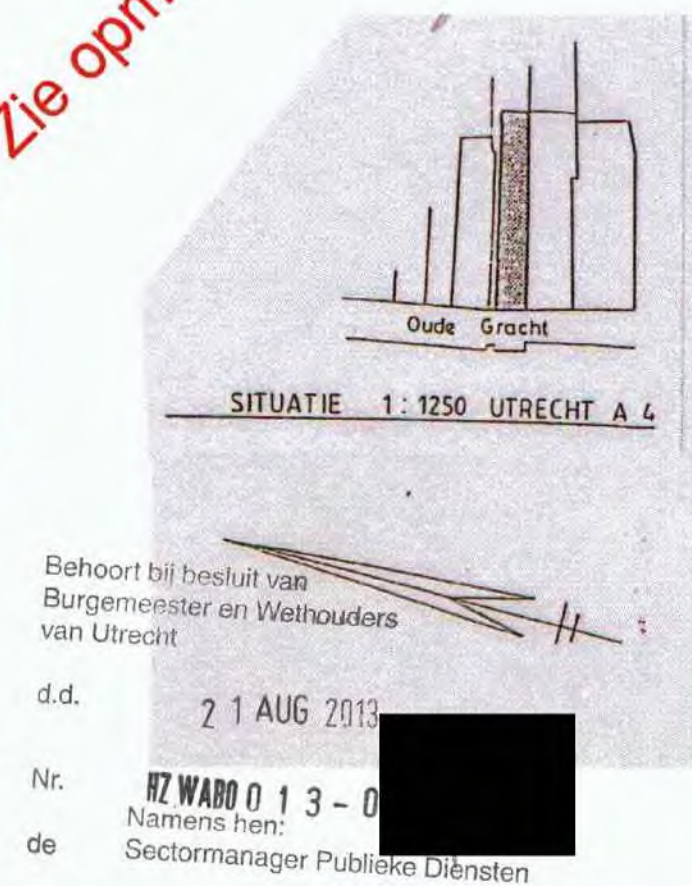 Zie
Oude Gracht
SITUATIE 1:1250 UTRECHT A 4
Behoort bij besluit van
Burgemeester en Wethouders
van Utrecht
d.d. 21 AUG 2013
Nr. HZ WABO 0 1 3 - 0
Namens hen:
de Sectormanager Publieke Diensten